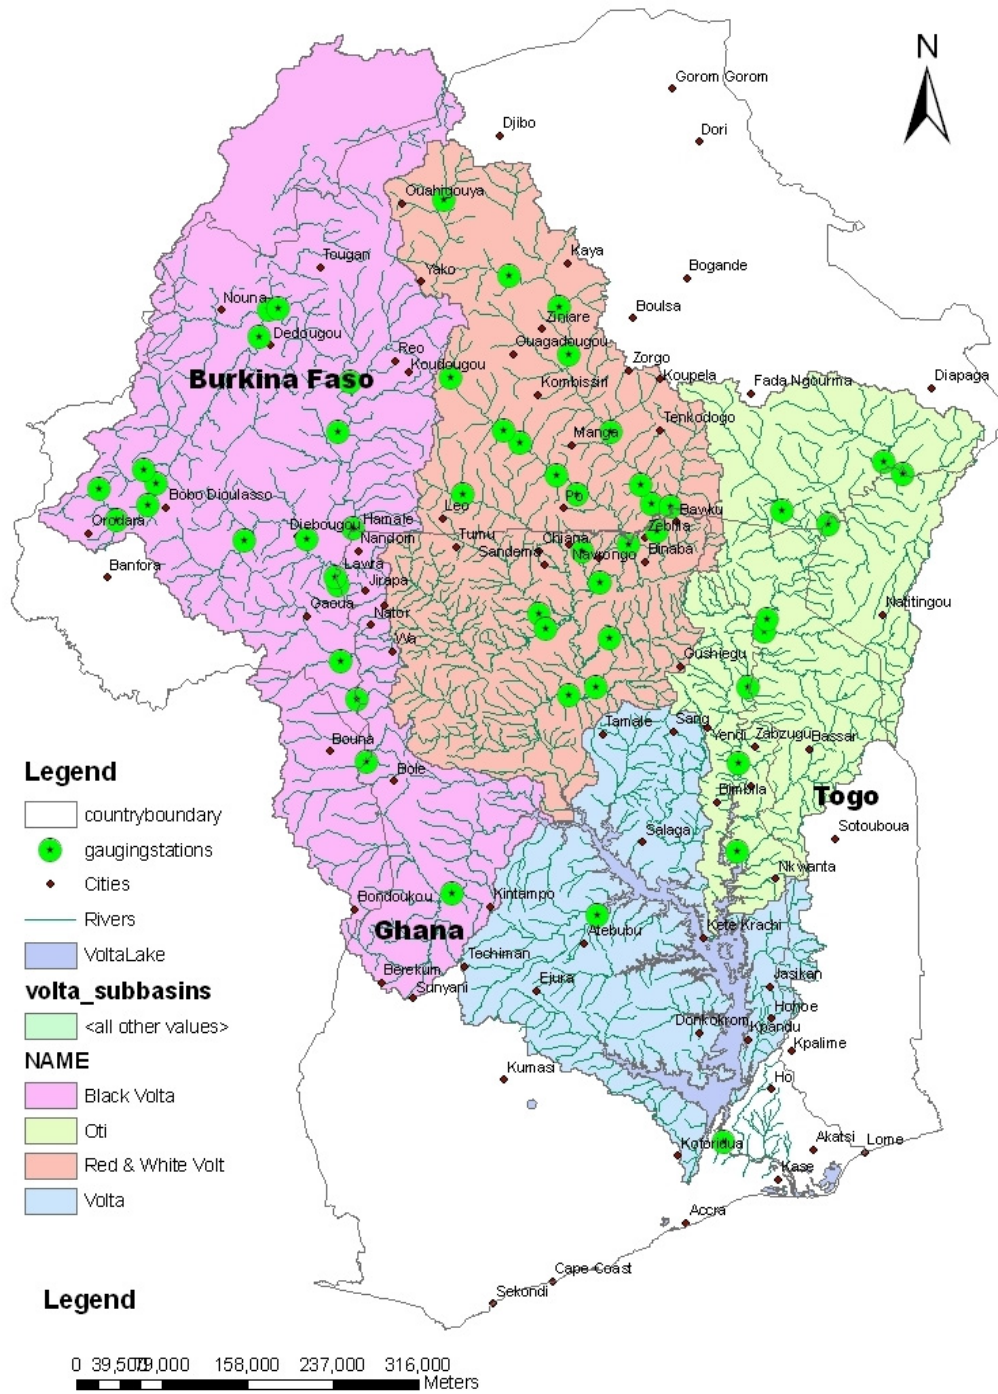 N
Gorom Gorom
Djibo
Dori
Ouahigouya
Kaya
Tougan
Yako
Bogande
Nouna
Boulsa
Ziniare
Dedougou
Ouagadougou
Reo
Koudougou
Zorgo
Koupela
Burkina Faso
Kombissiri
Fada Ngourma
Diapaga
Tenkodogo
Manga
Bobo Dioulasso
Po
Leo
Bawku
Orodara
Diebougou
Hamale
Zebilla
Tumu
Chiana
Nandom
Sandema
Navrongo
Binaba
Banfora
Lawra
Jirapa
Gaoua
Nator
Natitingou
Wa
Gushiegu
Tamale
Sang
Yendi
Zabzugu
Bassar
Bouna
Bole
Bimbila
Togo
Salaga
Sotouboua
Nkwanta
Bondoukou
Kintampo
Ghana
Atebubu
Kete Krachi
Techiman
Berekum
Sunyani
Ejura
Jasikan
Hohoe
Donkokrom
Kpandu
Kpalime
Kumasi
Ho
Koforidua
Akatsi
Lome
Kase
Accra
Cape Coast
Sekondi
Legend
countryboundary
gaugingstations
Cities
Rivers
VoltaLake
volta_subbasins
<all other values>
NAME
Black Volta
Oti
Red & White Volt
Volta
Legend
0 39,500 79,000 158,000 237,000 316,000
Meters